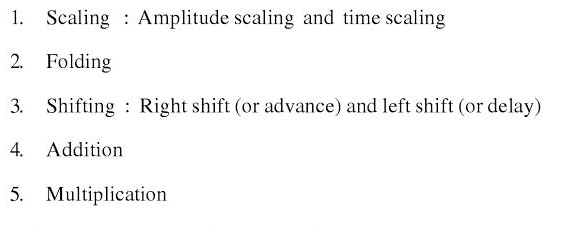 1. Scaling : Amplitude scaling and time scaling
2. Folding
3. Shifting : Right shift (or advance) and left shift (or delay)
4. Addition
5. Multiplication